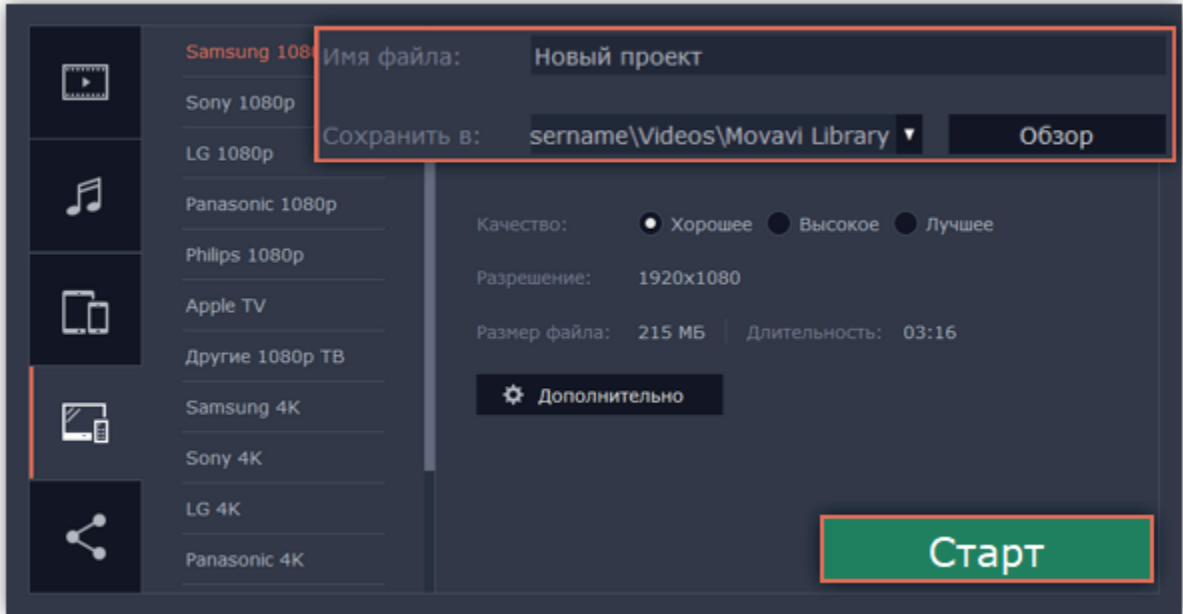 Samsung 108
Sony 1080p
LG 1080p
Panasonic 1080p
Philips 1080p
Apple TV
Другие 1080p ТВ
Samsung 4K
Sony 4K
LG 4K
Panasonic 4K
Имя файла: Новый проект
Сохранить в: sername\Videos\Movavi Library Обзор
Качество: Хорошее Высокое Лучшее
Разрешение: 1920x1080
Размер файла: 215 МБ Длительность: 03:16
Дополнительно
Старт